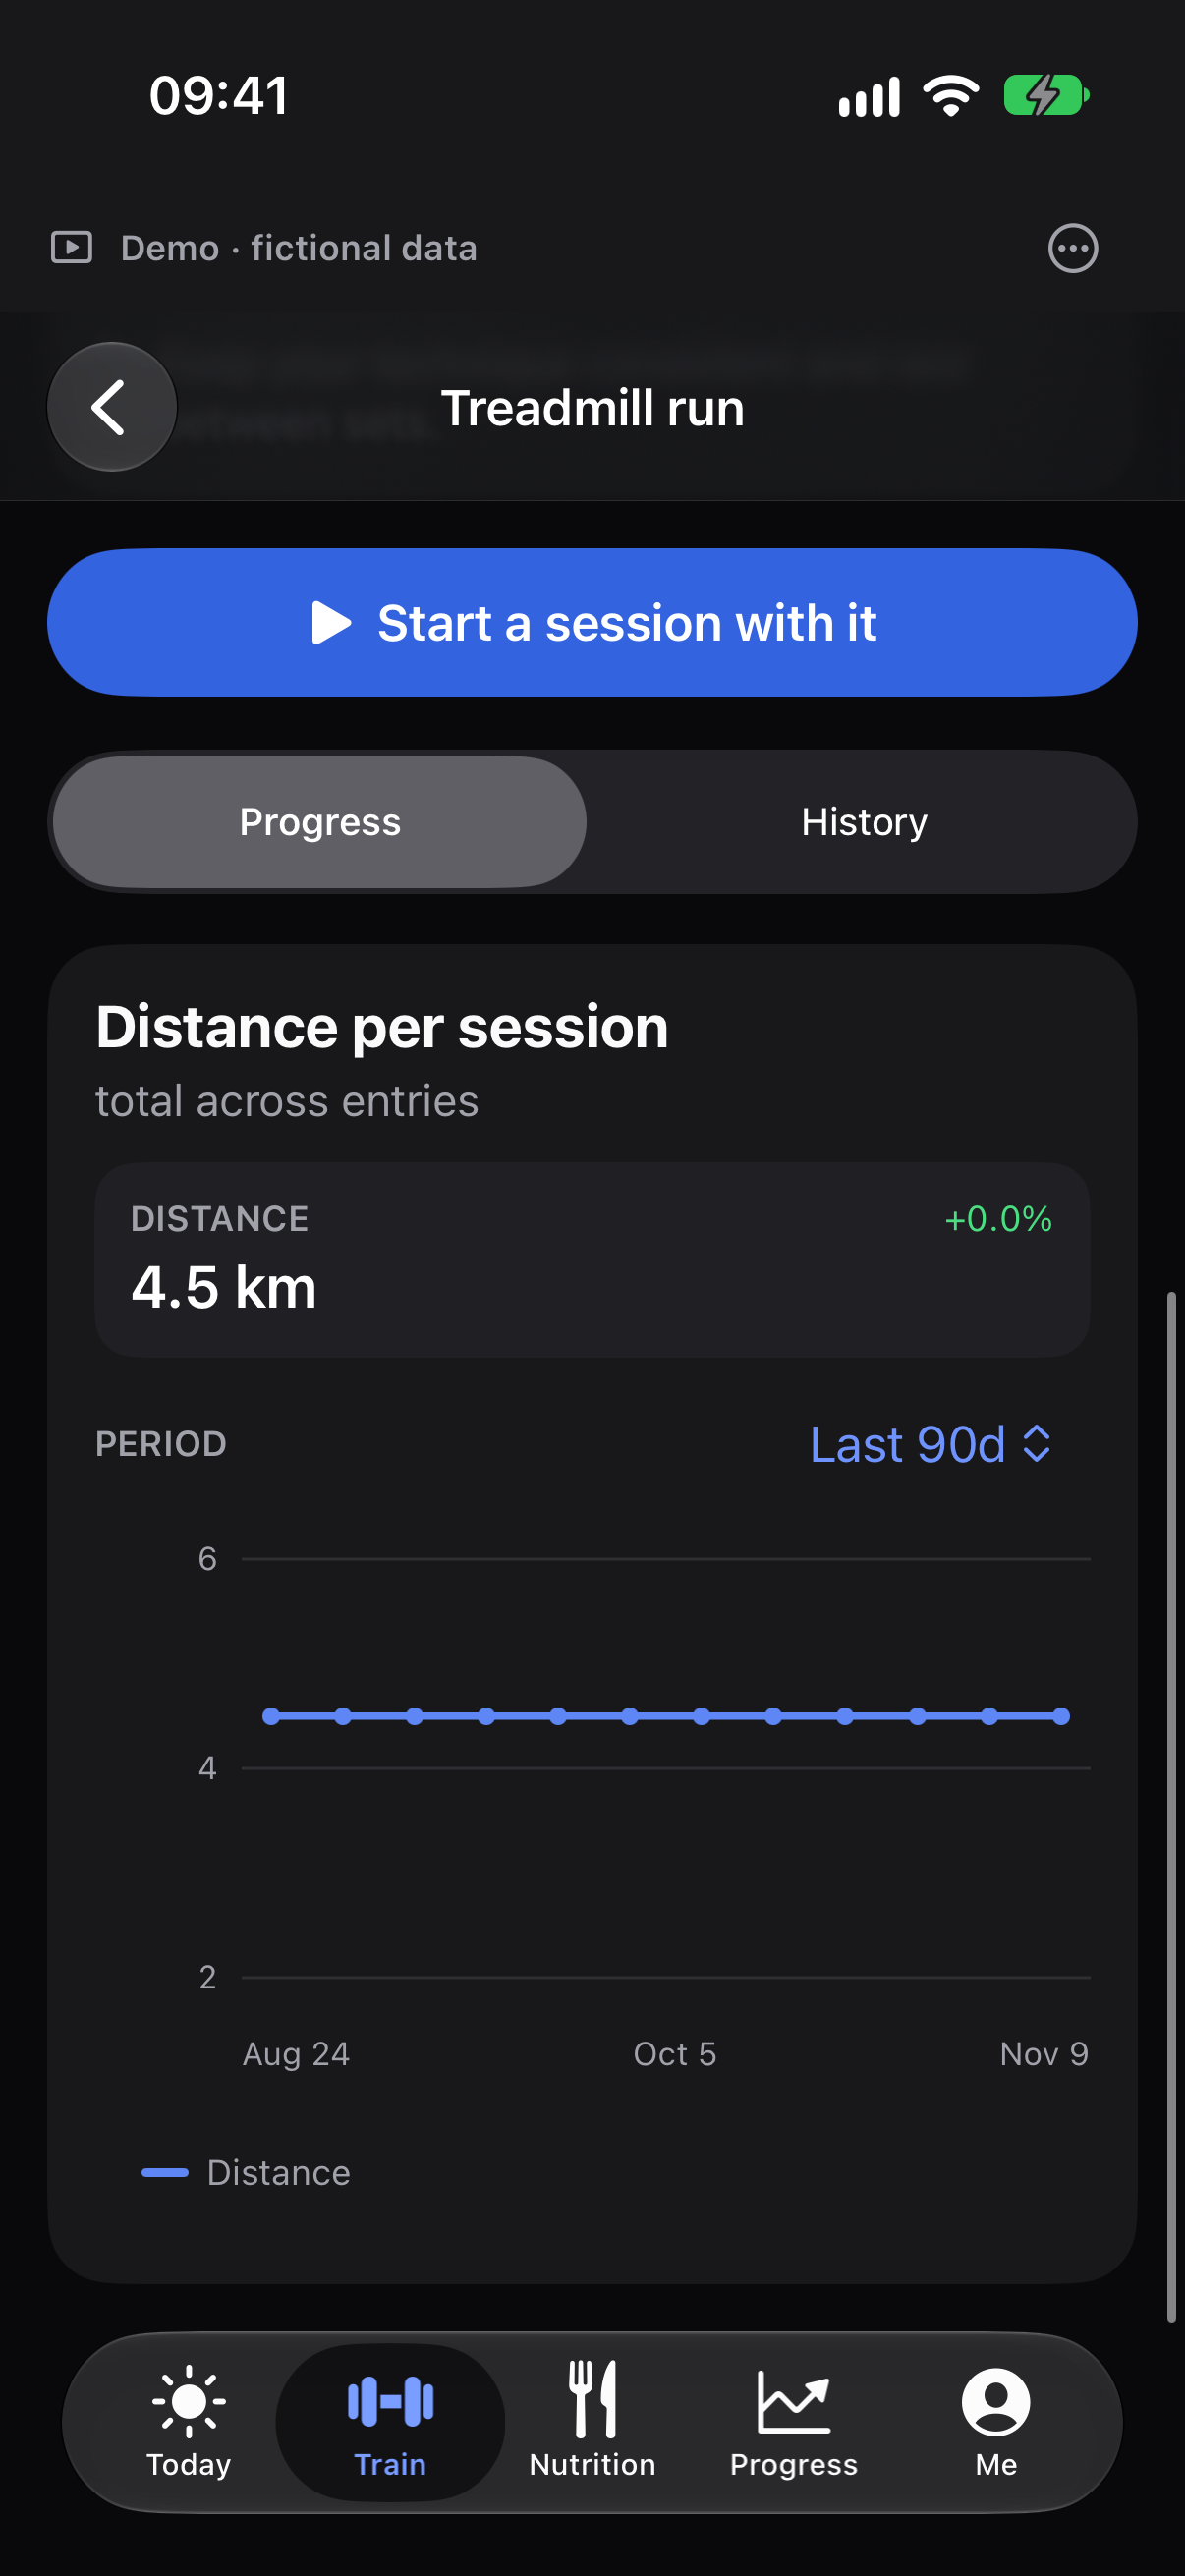 09:41
Demo · fictional data
between sets.
Treadmill run
Start a session with it
Progress
History
Distance per session
total across entries
DISTANCE
+0.0%
4.5 km
PERIOD
Last 90d
6
4
2
Aug 24
Oct 5
Nov 9
Distance
Today
Train
Nutrition
Progress
Me